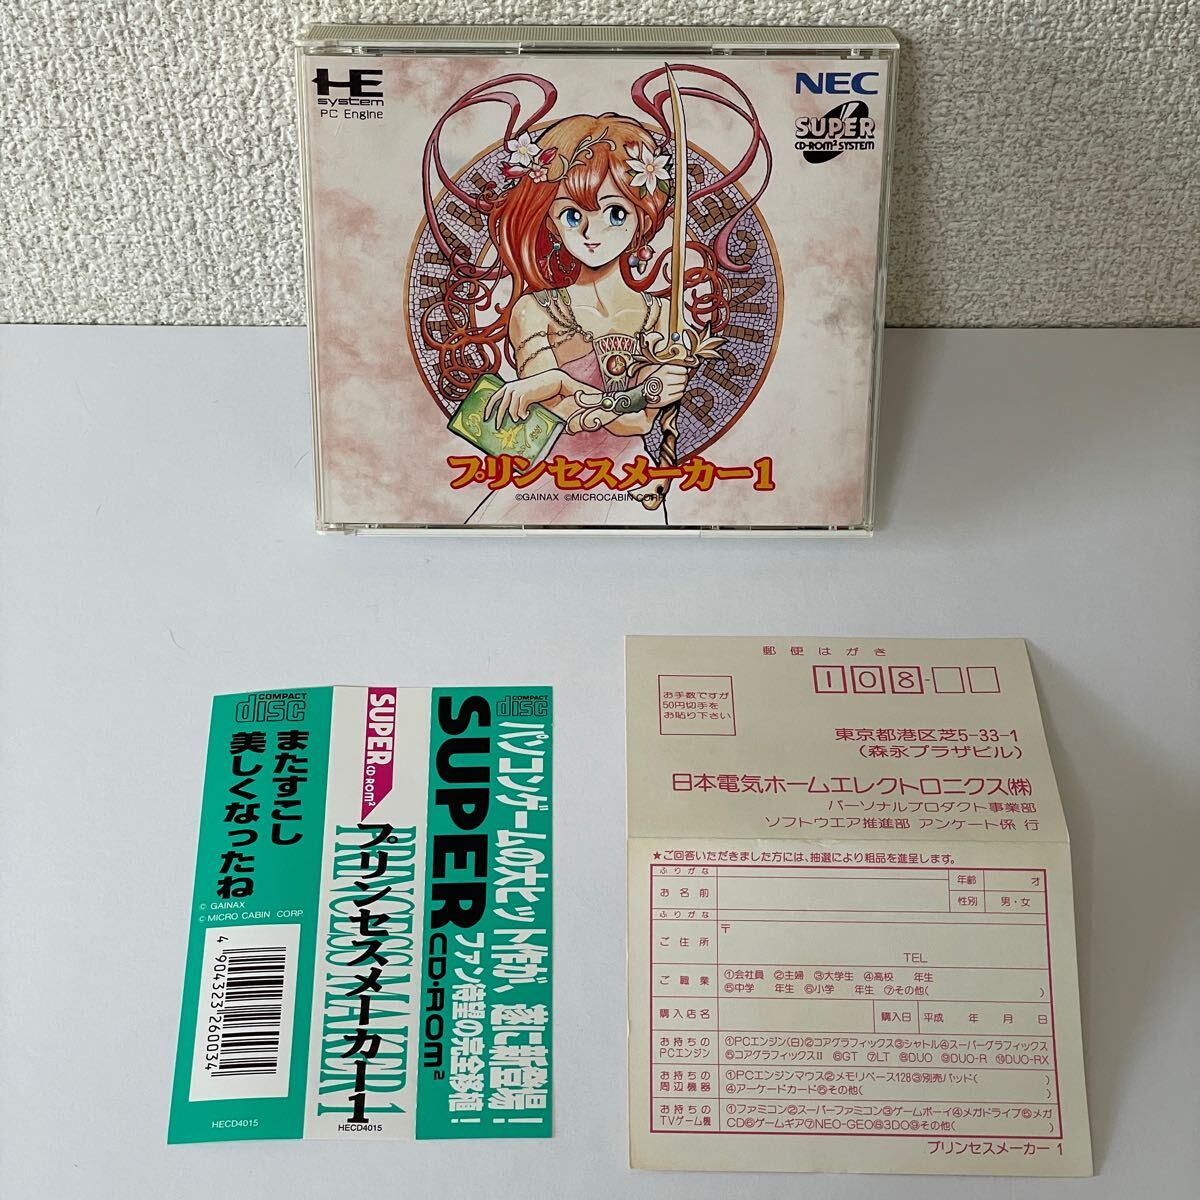 HE
system
PC Engine
NEC
SUPER
CD-ROM² SYSTEM
PRINCESS MAKER
プリンセスメーカー1
©GAINAX ©MICROCABIN CORP.
COMPACT
disc
またすこし
美しくなったね
© GAINAX
© MICRO CABIN CORP.
4904323260034
HECD4015
SUPER CD-ROM²
PRINCESS MAKER 1
プリンセスメーカー1
HECD4015
COMPACT
disc
SUPER CD・ROM²
パソコンゲームの大ヒット作が、遂に新登場!
ファン待望の完全移植!
郵便はがき
108-
お手数ですが
50円切手を
お貼り下さい
東京都港区芝5-33-1
(森永プラザビル)
日本電気ホームエレクトロニクス(株)
パーソナルプロダクト事業部
ソフトウエア推進部 アンケート係 行
★ご回答いただきました方には、抽選により粗品を進呈します。
ふりがな
お名前
年齢 才
性別 男・女
ふりがな
ご住所 〒
TEL
ご職業 ①会社員 ②主婦 ③大学生 ④高校 年生
⑤中学 年生 ⑥小学 年生 ⑦その他( )
購入店名 購入日 平成 年 月 日
お持ちの
PCエンジン
①PCエンジン(白)②コアグラフィックス③シャトル④スーパーグラフィックス
⑤コアグラフィックスII ⑥GT ⑦LT ⑧DUO ⑨DUO-R ⑩DUO-RX
お持ちの
周辺機器
①PCエンジンマウス②メモリベース128③別売パッド( )
④アーケードカード⑤その他( )
お持ちの
TVゲーム機
①ファミコン②スーパーファミコン③ゲームボーイ④メガドライブ⑤メガ
CD⑥ゲームギア⑦NEO-GEO⑧3DO⑨その他( )
プリンセスメーカー 1